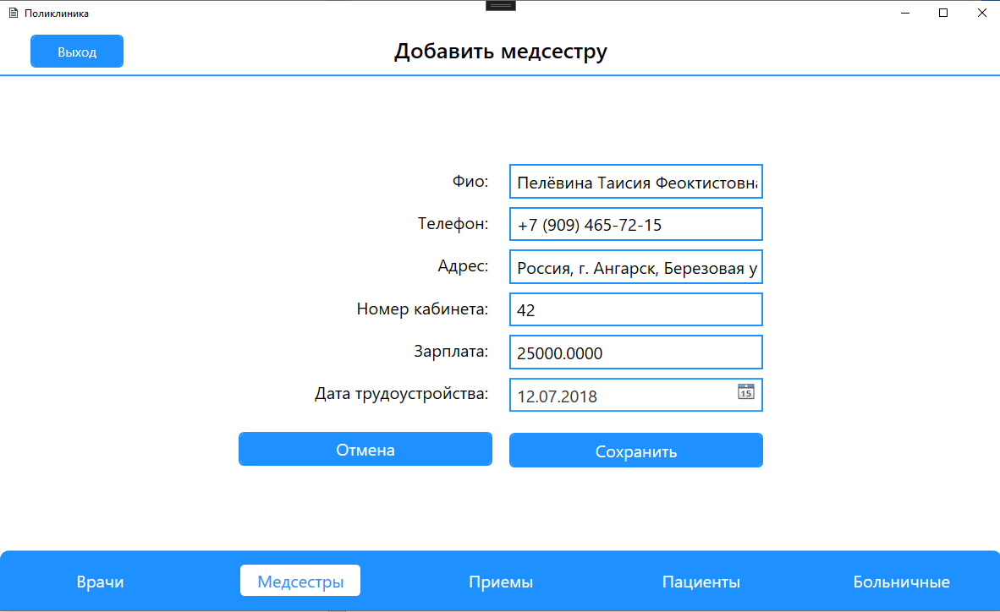 Поликлиника
Выход
Добавить медсестру
Фио:
Пелёвина Таисия Феоктистовна
Телефон:
+7 (909) 465-72-15
Адрес:
Россия, г. Ангарск, Березовая у
Номер кабинета:
42
Зарплата:
25000.0000
Дата трудоустройства:
12.07.2018
15
Отмена
Сохранить
Врачи
Медсестры
Приемы
Пациенты
Больничные